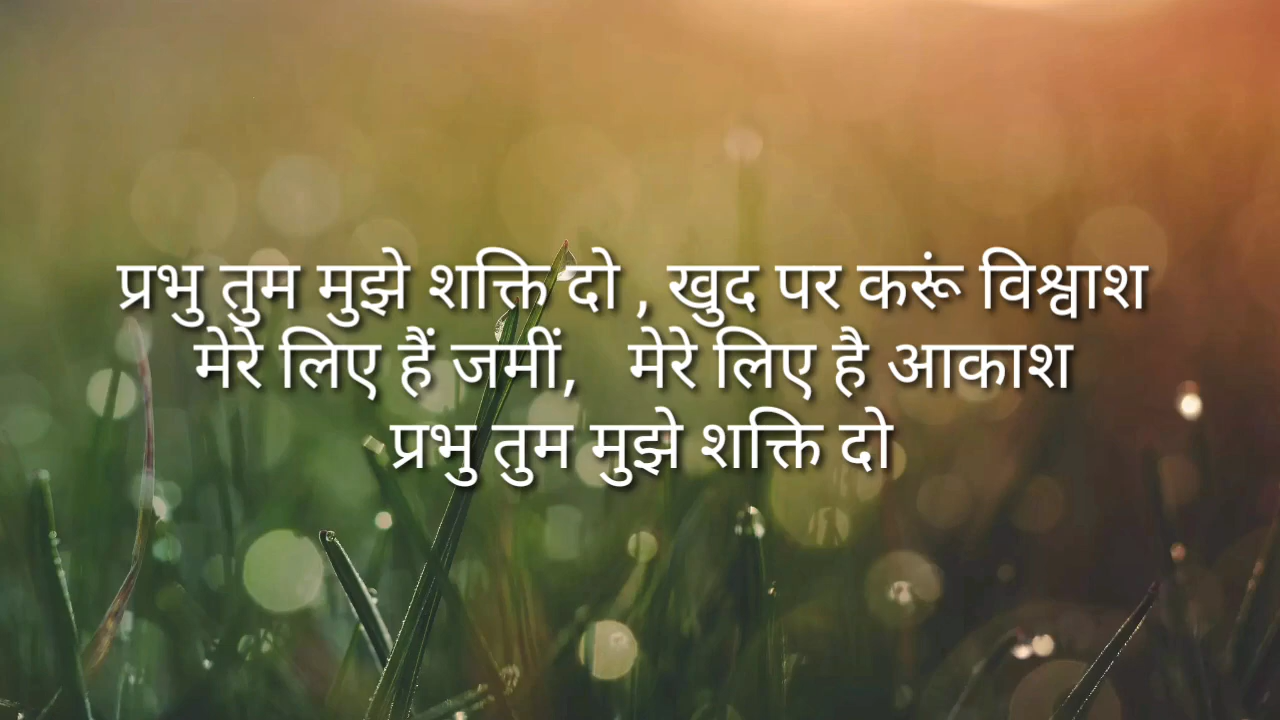 प्रभु तुम मुझे शक्ति दो , खुद पर करूं विश्वाश
मेरे लिए हैं जमीं, मेरे लिए है आकाश
प्रभु तुम मुझे शक्ति दो